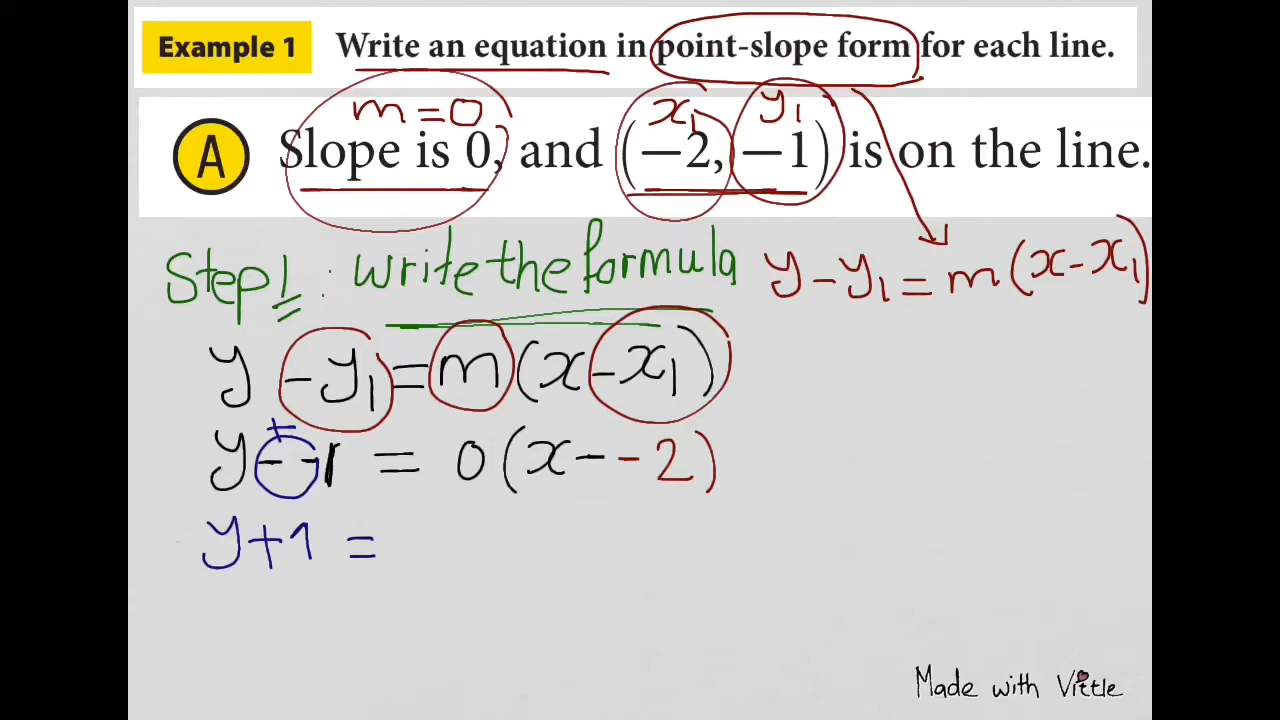 Example 1 Write an equation in point-slope form for each line.
m=0 x₁ y₁
A Slope is 0, and (−2, −1) is on the line.
Step 1: write the formula y-y₁=m(x-x₁)
y-y₁=m(x-x₁)
+
y--1=0(x--2)
y+1=
Made with Vittle